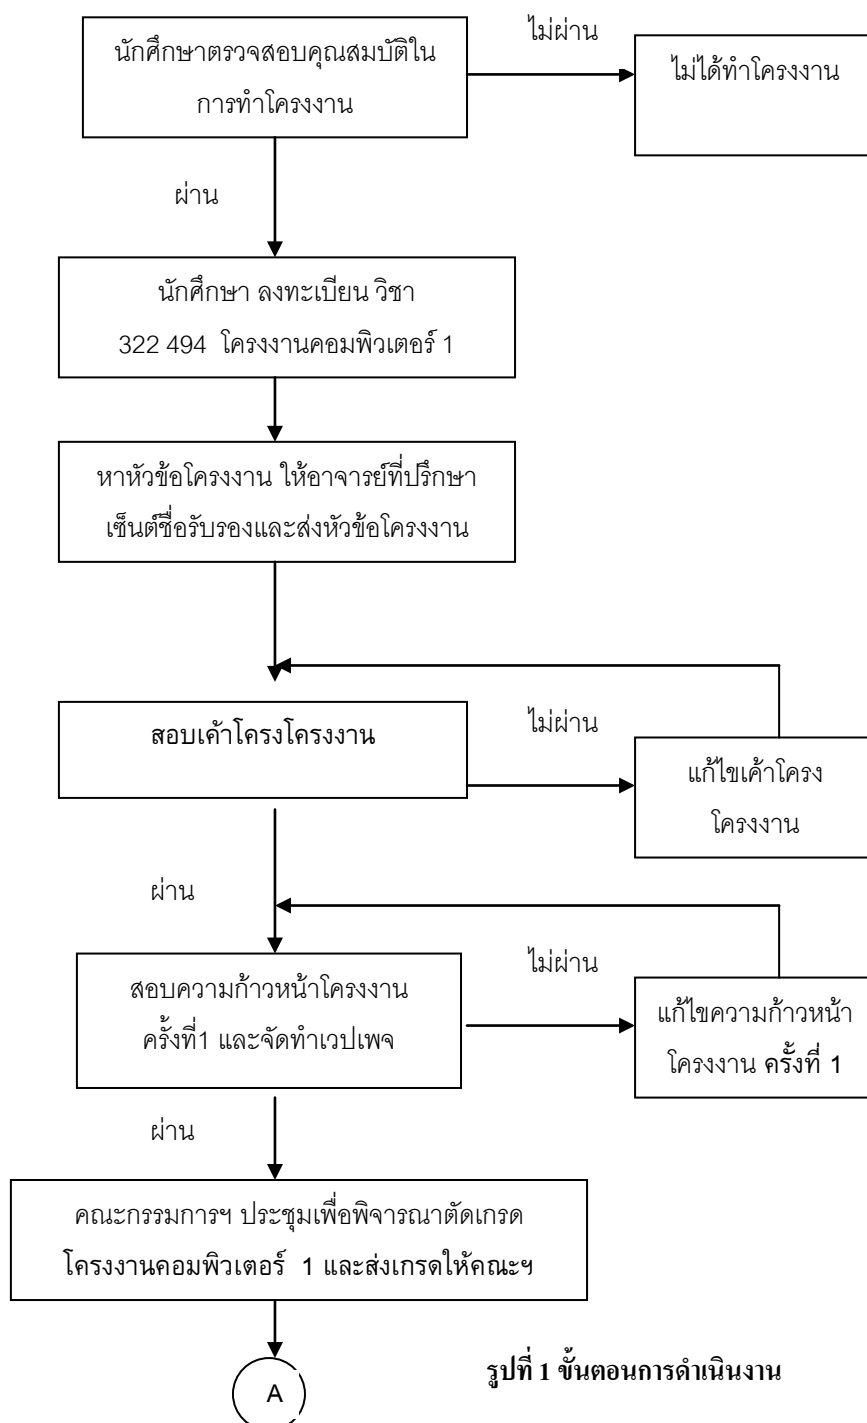 นักศึกษาตรวจสอบคุณสมบัติใน
การทำโครงงาน
ไม่ผ่าน
ไม่ได้ทำโครงงาน
ผ่าน
นักศึกษา ลงทะเบียน วิชา
322 494 โครงงานคอมพิวเตอร์ 1
หาหัวข้อโครงงาน ให้อาจารย์ที่ปรึกษา
เซ็นต์ชื่อรับรองและส่งหัวข้อโครงงาน
สอบเค้าโครงโครงงาน
ไม่ผ่าน
แก้ไขเค้าโครง
โครงงาน
ผ่าน
สอบความก้าวหน้าโครงงาน
ครั้งที่1 และจัดทำเวปเพจ
ไม่ผ่าน
แก้ไขความก้าวหน้า
โครงงาน ครั้งที่ 1
ผ่าน
คณะกรรมการฯ ประชุมเพื่อพิจารณาตัดเกรด
โครงงานคอมพิวเตอร์ 1 และส่งเกรดให้คณะฯ
A
รูปที่ 1 ขั้นตอนการดำเนินงาน